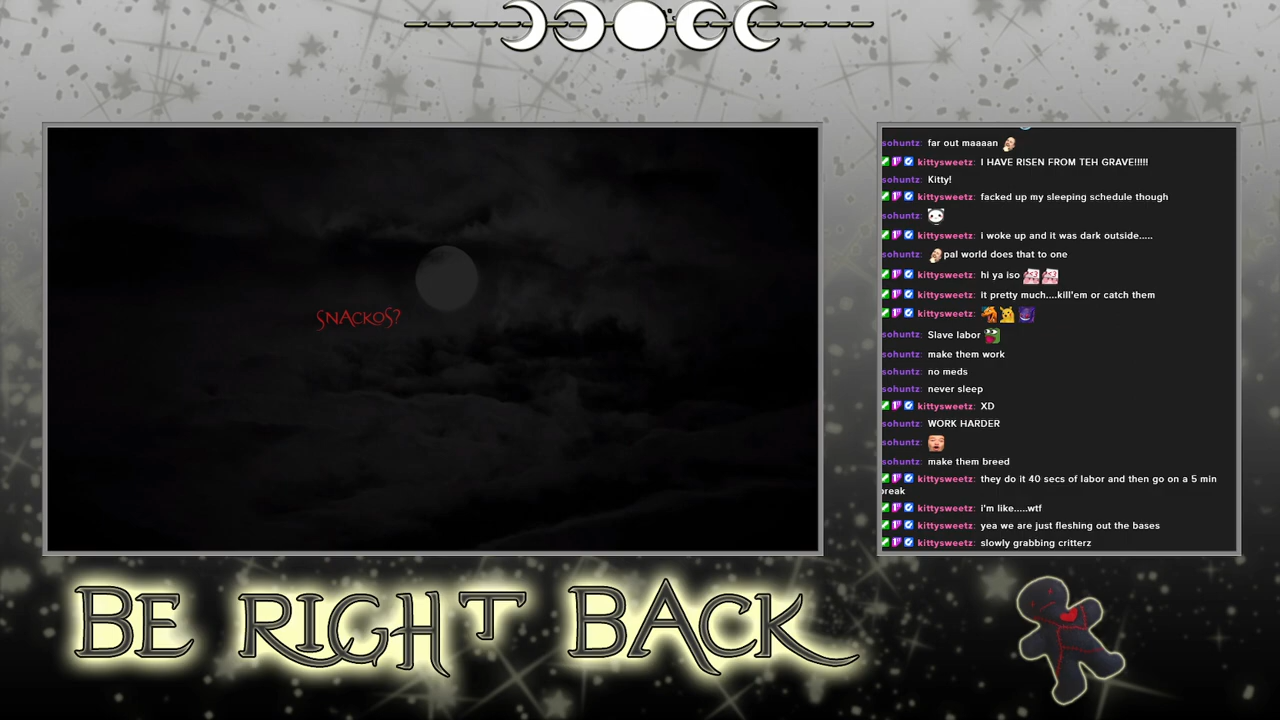 SNACKOS?
sohuntz: far out maaaan
kittysweetz: I HAVE RISEN FROM TEH GRAVE!!!!!
sohuntz: Kitty!
kittysweetz: facked up my sleeping schedule though
sohuntz:
kittysweetz: i woke up and it was dark outside.....
sohuntz: pal world does that to one
kittysweetz: hi ya iso
kittysweetz: it pretty much....kill'em or catch them
kittysweetz:
sohuntz: Slave labor
sohuntz: make them work
sohuntz: no meds
sohuntz: never sleep
kittysweetz: XD
sohuntz: WORK HARDER
sohuntz:
sohuntz: make them breed
kittysweetz: they do it 40 secs of labor and then go on a 5 min
break
kittysweetz: i'm like.....wtf
kittysweetz: yea we are just fleshing out the bases
kittysweetz: slowly grabbing critterz
BE RIGHT BACK